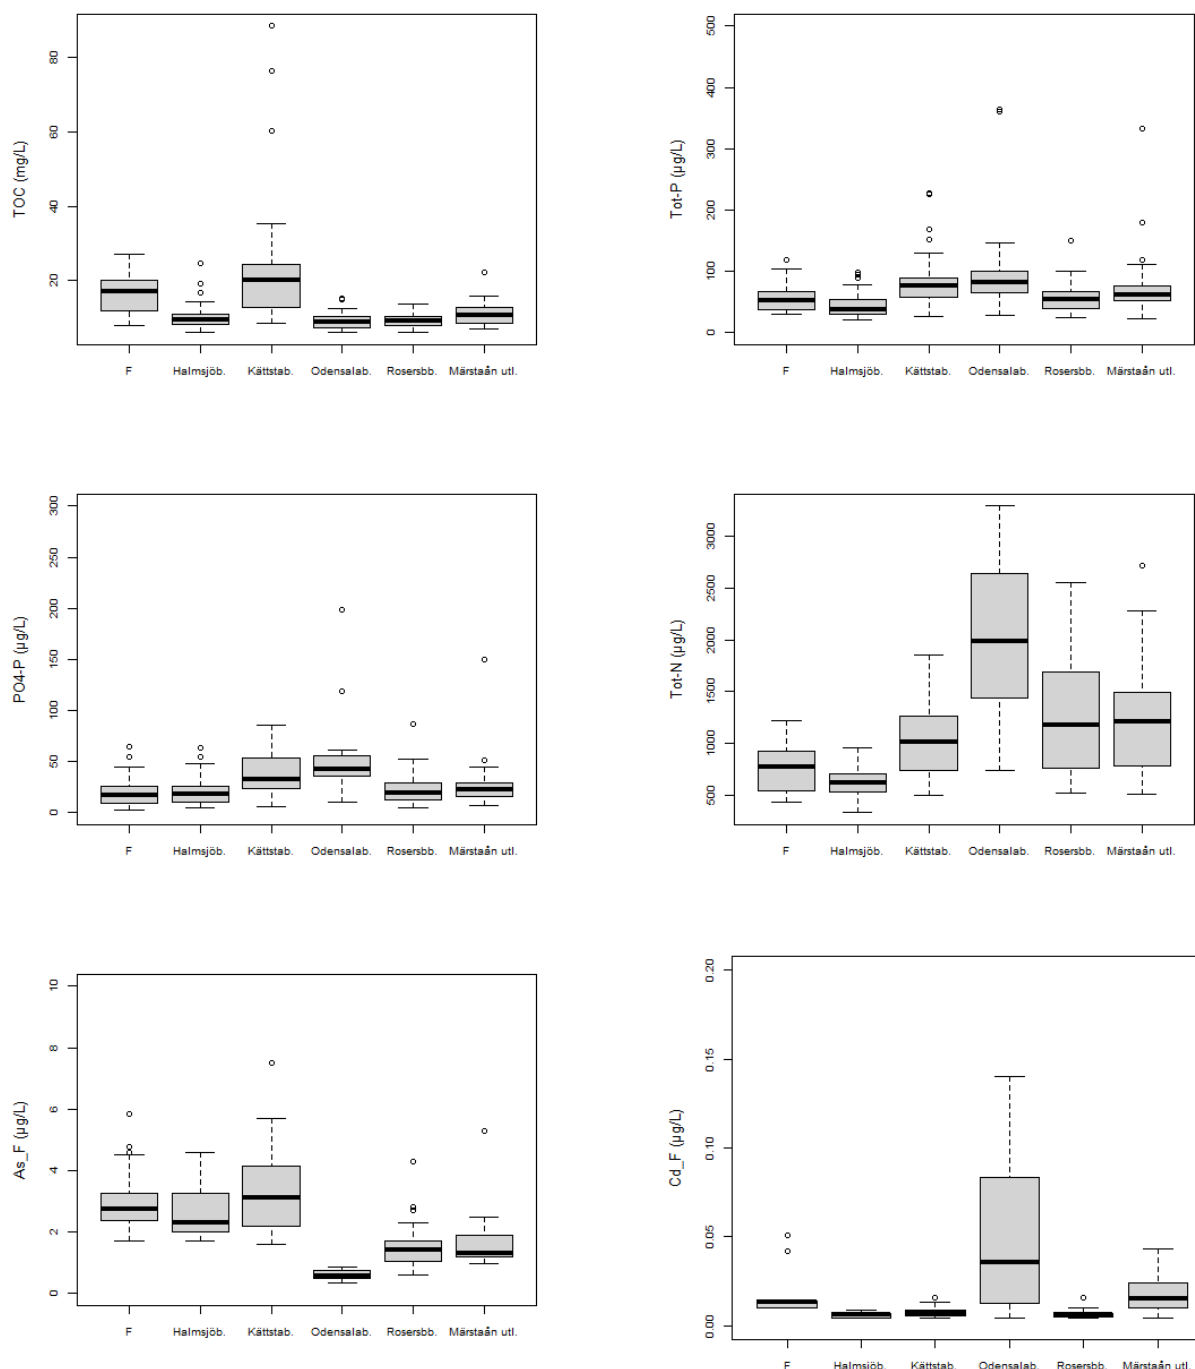 TOC (mg/L)
80
60
40
20
F Halmsjöb. Kättstab. Odensalab. Rosersbb. Märstaån utl.
Tot-P (µg/L)
500
400
300
200
100
0
F Halmsjöb. Kättstab. Odensalab. Rosersbb. Märstaån utl.
PO4-P (µg/L)
300
250
200
150
100
50
0
F Halmsjöb. Kättstab. Odensalab. Rosersbb. Märstaån utl.
Tot-N (µg/L)
3000
2500
2000
1500
1000
500
F Halmsjöb. Kättstab. Odensalab. Rosersbb. Märstaån utl.
As_F (µg/L)
10
8
6
4
2
0
F Halmsjöb. Kättstab. Odensalab. Rosersbb. Märstaån utl.
Cd_F (µg/L)
0.20
0.15
0.10
0.05
0.00
F Halmsjöb. Kättstab. Odensalab. Rosersbb. Märstaån utl.